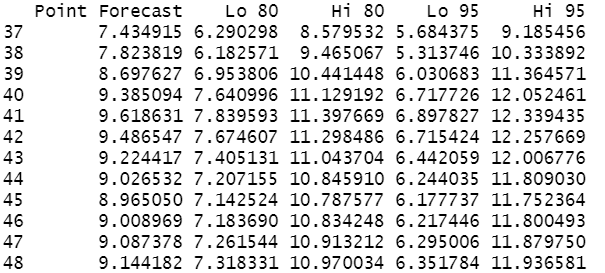 Point Forecast Lo 80 Hi 80 Lo 95 Hi 95
37 7.434915 6.290298 8.579532 5.684375 9.185456
38 7.823819 6.182571 9.465067 5.313746 10.333892
39 8.697627 6.953806 10.441448 6.030683 11.364571
40 9.385094 7.640996 11.129192 6.717726 12.052461
41 9.618631 7.839593 11.397669 6.897827 12.339435
42 9.486547 7.674607 11.298486 6.715424 12.257669
43 9.224417 7.405131 11.043704 6.442059 12.006776
44 9.026532 7.207155 10.845910 6.244035 11.809030
45 8.965050 7.142524 10.787577 6.177737 11.752364
46 9.008969 7.183690 10.834248 6.217446 11.800493
47 9.087378 7.261544 10.913212 6.295006 11.879750
48 9.144182 7.318331 10.970034 6.351784 11.936581